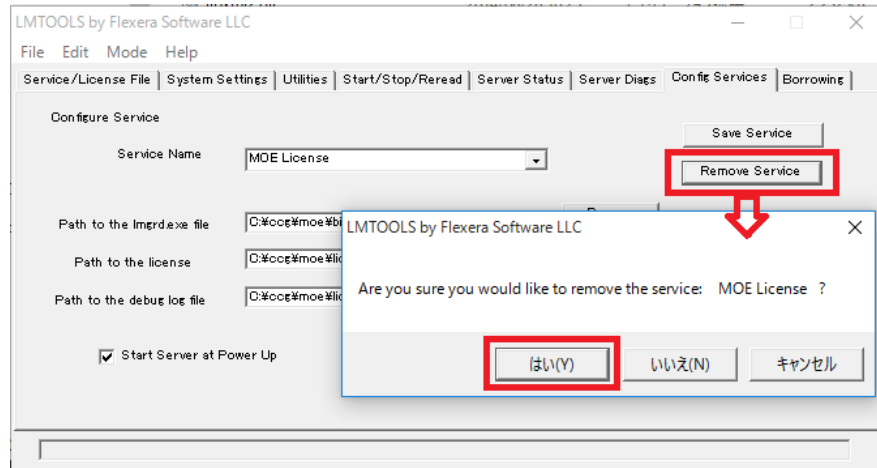 LMTOOLS by Flexera Software LLC
File Edit Mode Help
Service/License File System Settings Utilities Start/Stop/Reread Server Status Server Diags Config Services Borrowing
Configure Service
Save Service
Service Name MOE License
Remove Service
Path to the lmgrd.exe file C:¥ccg¥moe¥bi
LMTOOLS by Flexera Software LLC
Path to the license C:¥ccg¥moe¥lic
Are you sure you would like to remove the service: MOE License ?
Path to the debug log file C:¥ccg¥moe¥lic
Start Server at Power Up
はい(Y) いいえ(N) キャンセル